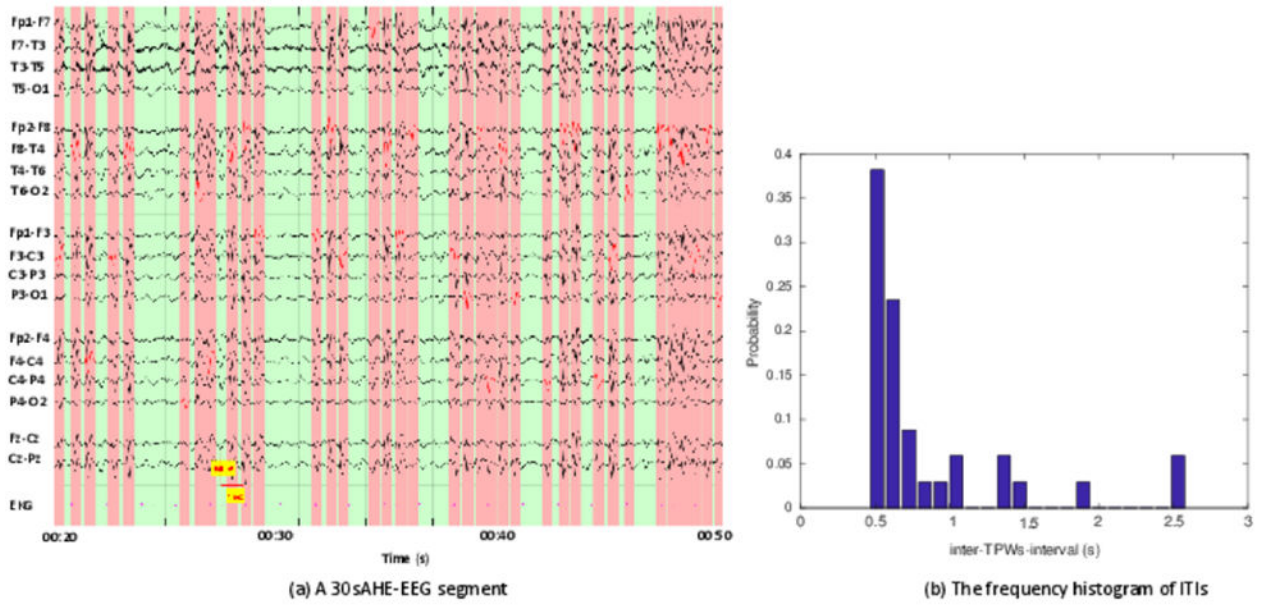 Fp1-F7
F7-T3
T3-T5
T5-O1
Fp2-F8
F8-T4
T4-T6
T6-O2
Fp1-F3
F3-C3
C3-P3
P3-O1
Fp2-F4
F4-C4
C4-P4
P4-O2
Fz-Cz
Cz-Pz
EKG
00:20
00:30
00:40
00:50
Time (s)
(a) A 30sAHE-EEG segment
0.4
0.35
0.3
0.25
0.2
0.15
0.1
0.05
0
Probability
0
0.5
1
1.5
2
2.5
3
inter-TPWs-interval (s)
(b) The frequency histogram of ITIs